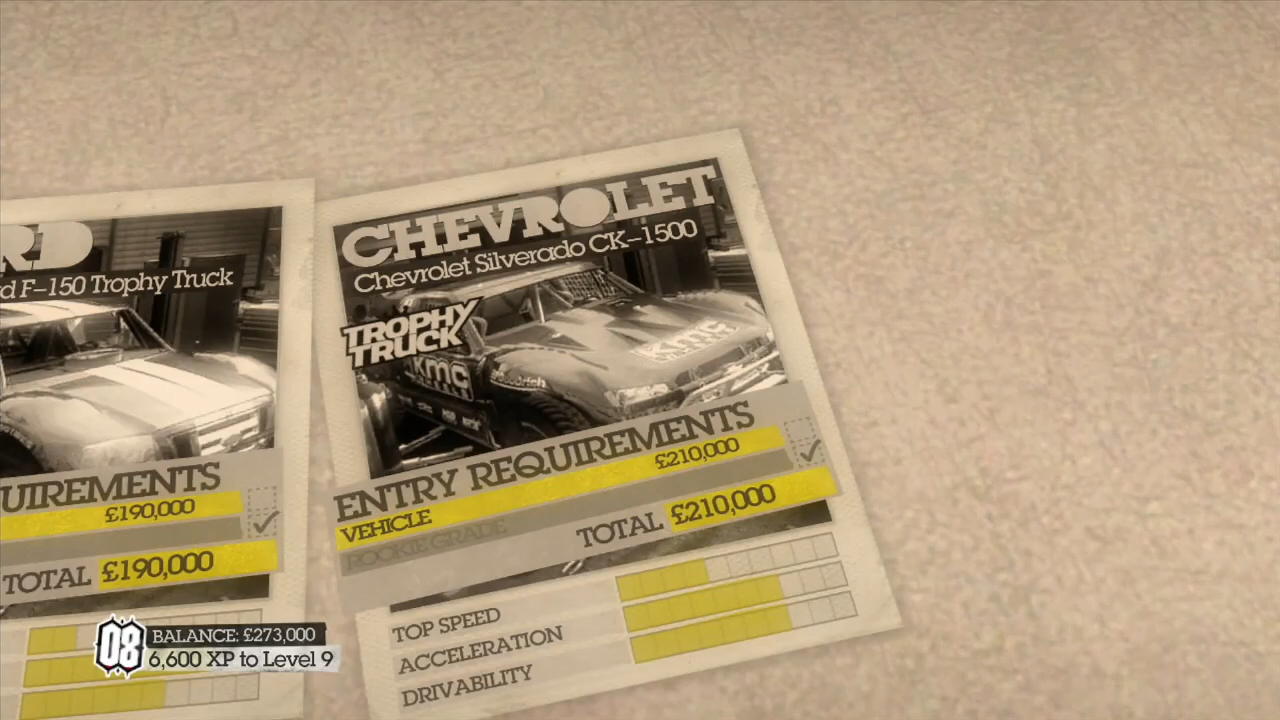 RD
d F-150 Trophy Truck
UIREMENTS
£190,000
TOTAL £190,000
CHEVROLET
Chevrolet Silverado CK-1500
TROPHY
TRUCK
KMC
KMC
ENTRY REQUIREMENTS
VEHICLE £210,000
ROOKIE GRADE
TOTAL £210,000
TOP SPEED
ACCELERATION
DRIVABILITY
08
BALANCE: £273,000
6,600 XP to Level 9